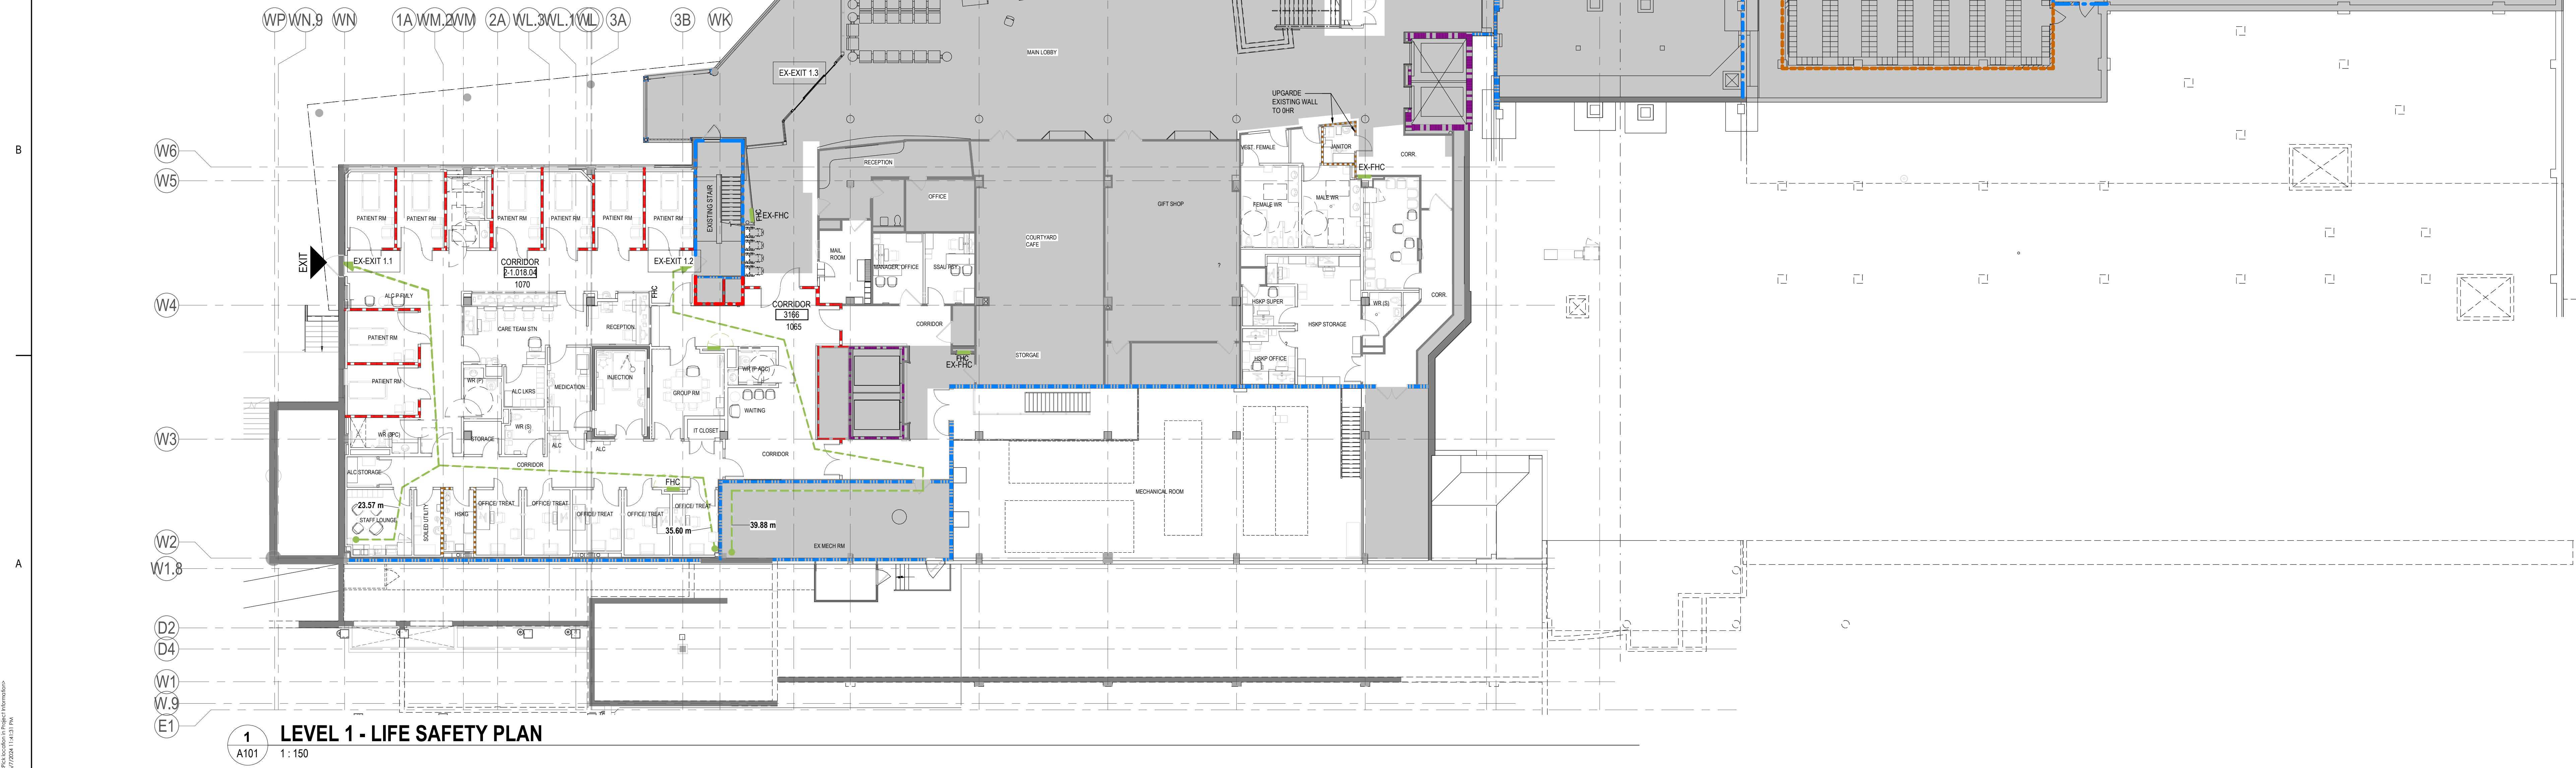 WP
WN.9
WN
1A
WM.2
WM
2A
WL.3
WL.1
WL
3A
3B
WK
MAIN LOBBY
EX-EXIT 1.3
UPGARDE
EXISTING WALL
TO 0HR
B
W6
W5
W4
W3
W2
W1.8
D2
D4
W1
W.9
E1
A
RECEPTION
VEST. FEMALE
JAMTOR
CORR.
EX-FHC
PATIENT RM
PATIENT RM
PATIENT RM
PATIENT RM
PATIENT RM
PATIENT RM
EXISTING STAIR
FHC
EX-FHC
OFFICE
GIFT SHOP
FEMALE WR
MALE WR
COURTYARD
CAFE
MAIL
ROOM
MANAGER. OFFICE
SSAU PSY
?
EXIT
EX-EXIT 1.1
CORRIDOR
2-1.018.04
1070
EX-EXIT 1.2
ALC P FMLY
FHC
CORRIDOR
3166
1065
CORRIDOR
HSKP SUPER
WR (S)
CORR.
HSKP STORAGE
CARE TEAM STN
RECEPTION
PATIENT RM
STORGAE
FHC
EX-FHC
?
HSKP OFFICE
WR (P ACC)
PATIENT RM
WR (P)
ALC LKRS
MEDICATION
INJECTION
GROUP RM
WAITING
WR (S)
IT CLOSET
WR (3PC)
STORAGE
ALC
ALC
CORRIDOR
CORRIDOR
ALC STORAGE
FHC
23.57 m
STAFF LOUNGE
SOILED UTILITY
HSKG
OFFICE/ TREAT
OFFICE/ TREAT
OFFICE/ TREAT
OFFICE/ TREAT
OFFICE/ TREAT
35.60 m
39.88 m
EX MECH RM
MECHANICAL ROOM
1
A101
LEVEL 1 - LIFE SAFETY PLAN
1 : 150